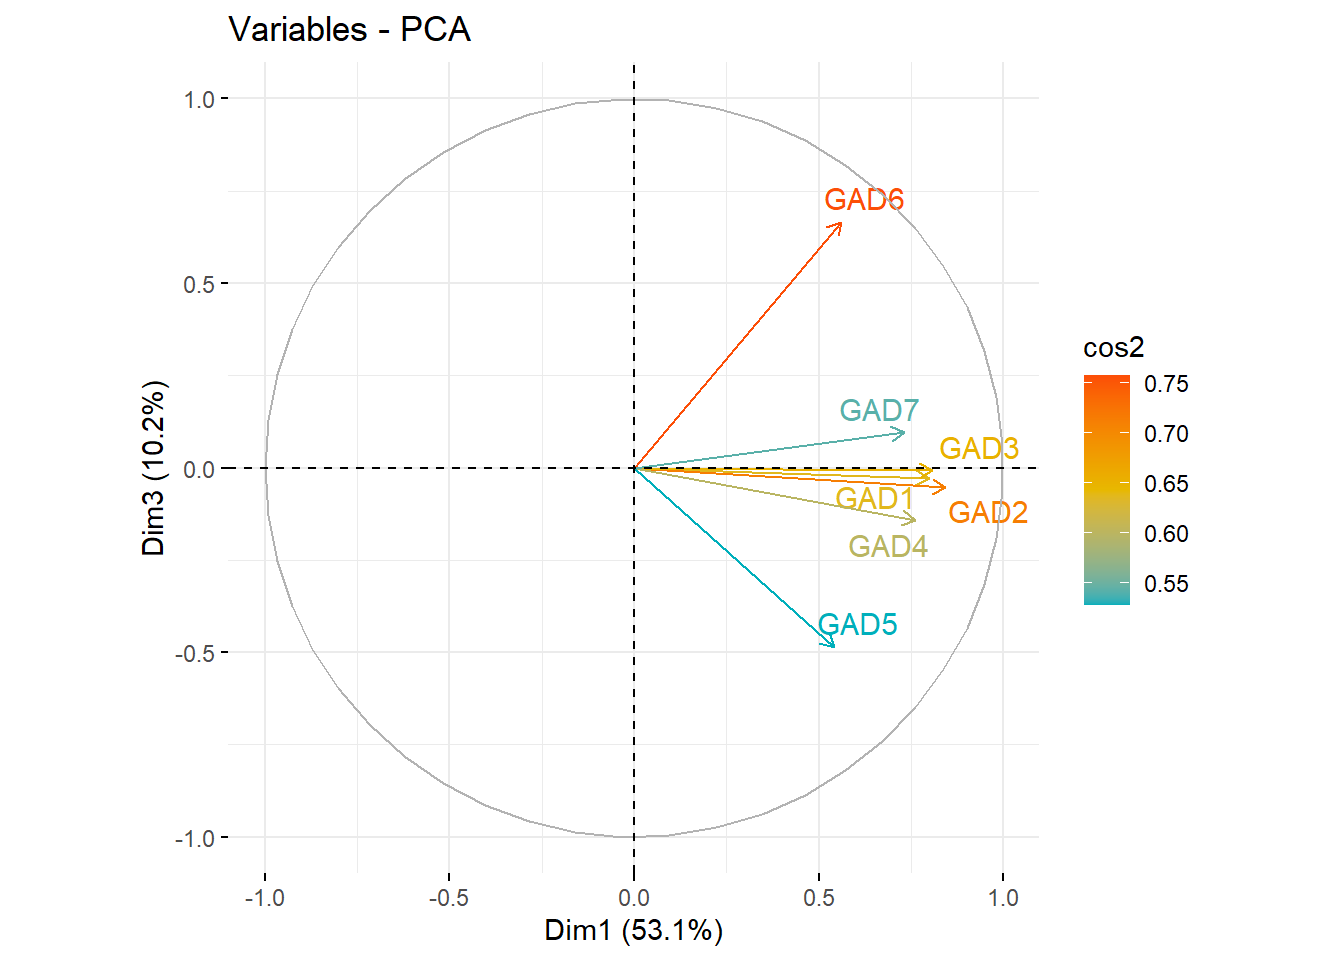 Variables - PCA
1.0
0.5
0.0
-0.5
-1.0
Dim3 (10.2%)
GAD6
GAD7
GAD3
GAD1
GAD2
GAD4
GAD5
-1.0
-0.5
0.0
0.5
1.0
Dim1 (53.1%)
cos2
0.75
0.70
0.65
0.60
0.55